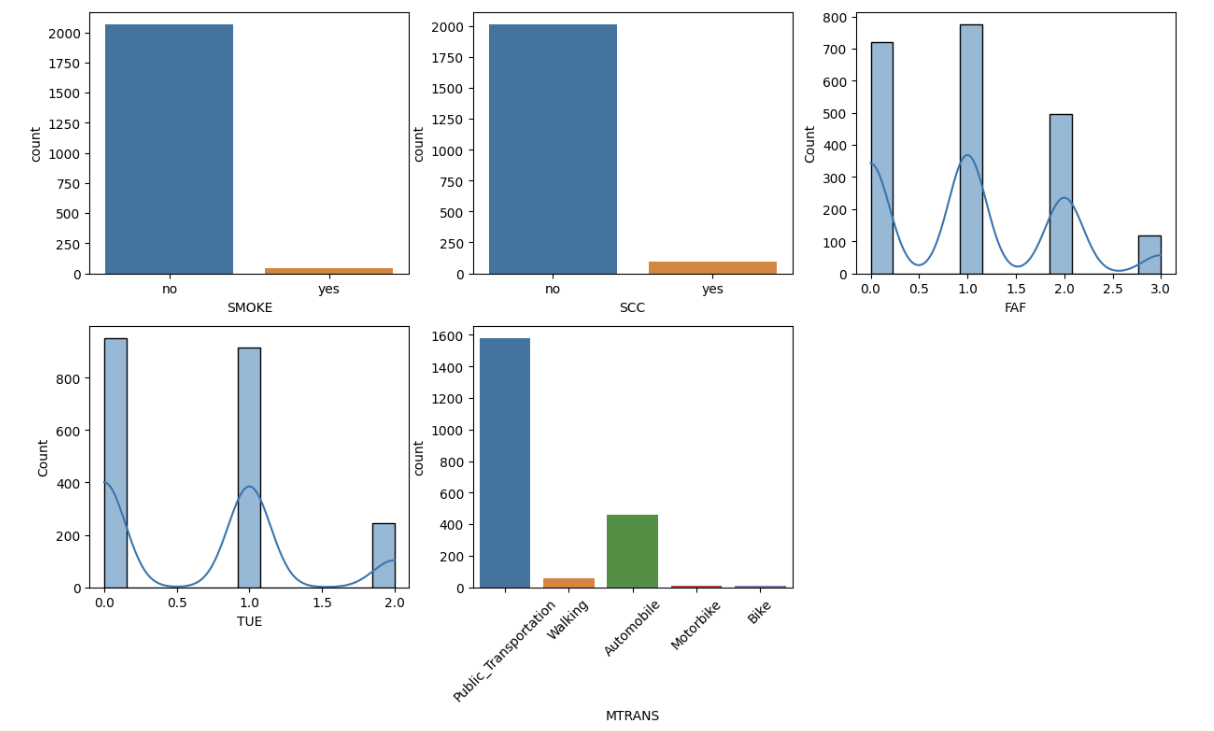 2000
1750
1500
1250
1000
750
500
250
0
count
no
yes
SMOKE
2000
1750
1500
1250
1000
750
500
250
0
count
no
yes
SCC
800
700
600
500
400
300
200
100
0
Count
0.0 0.5 1.0 1.5 2.0 2.5 3.0
FAF
800
600
400
200
0
Count
0.0 0.5 1.0 1.5 2.0
TUE
1600
1400
1200
1000
800
600
400
200
0
count
Public_Transportation
Walking
Automobile
Motorbike
Bike
MTRANS